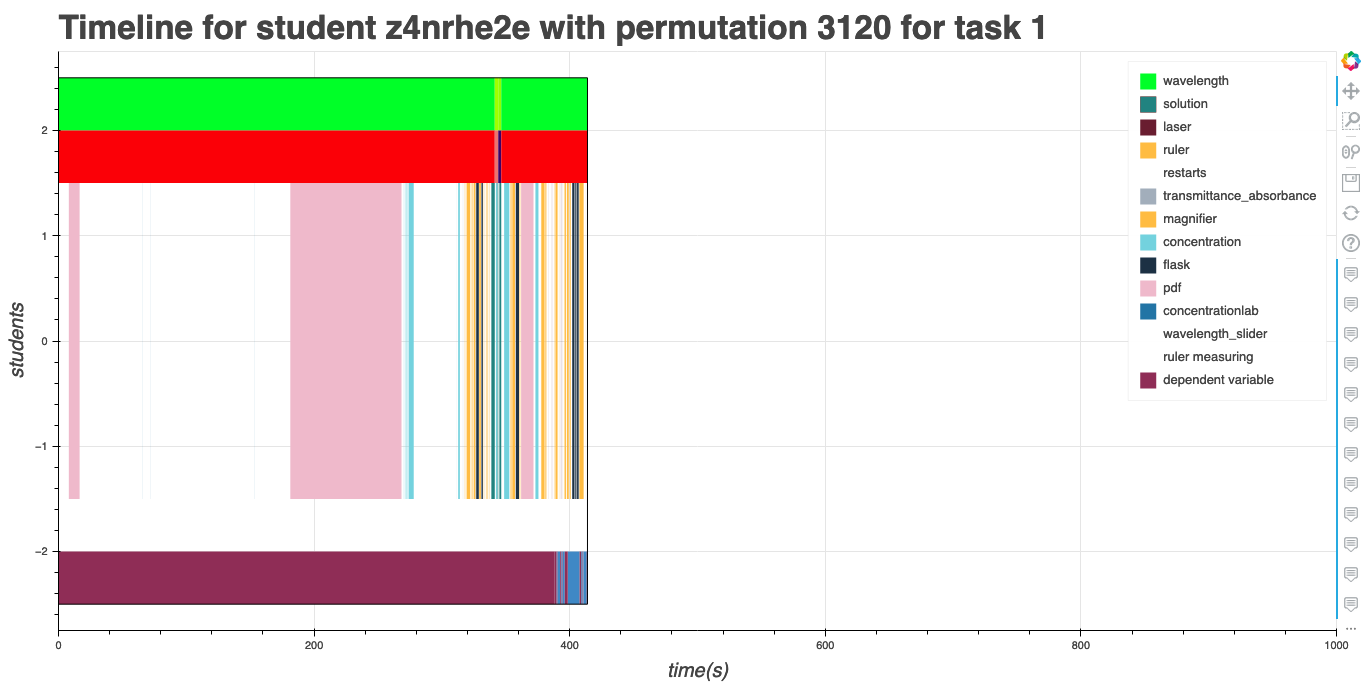 Timeline for student z4nrhe2e with permutation 3120 for task 1
wavelength
solution
laser
ruler
restarts
transmittance_absorbance
magnifier
concentration
flask
pdf
concentrationlab
wavelength_slider
ruler measuring
dependent variable
students
2
1
0
−1
−2
0 200 400 600 800 1000
time(s)